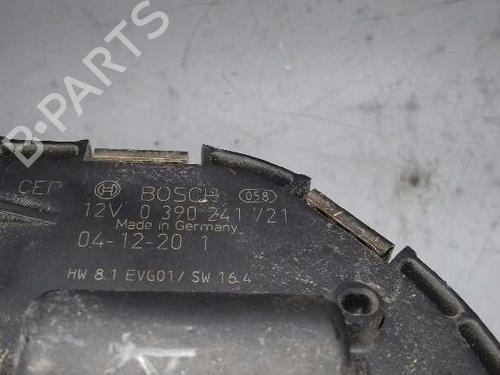 B-PARTS
CEP BOSCH 058
12V 0 390 241 721
Made in Germany
04-12-20 1
HW 8.1 EVG01/ SW 16.4